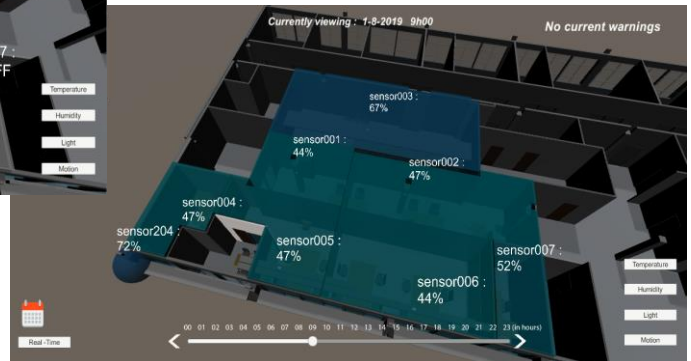 7 :
FF
Temperature
Humidity
Light
Motion
Currently viewing : 1-8-2019 9h00
No current warnings
sensor003 :
67%
sensor001 :
44%
sensor002 :
47%
sensor004 :
47%
sensor204 :
72%
sensor005 :
47%
sensor007 :
52%
sensor006 :
44%
Temperature
Humidity
Light
Motion
00 01 02 03 04 05 06 07 08 09 10 11 12 13 14 15 16 17 18 19 20 21 22 23 (in hours)
Real -Time